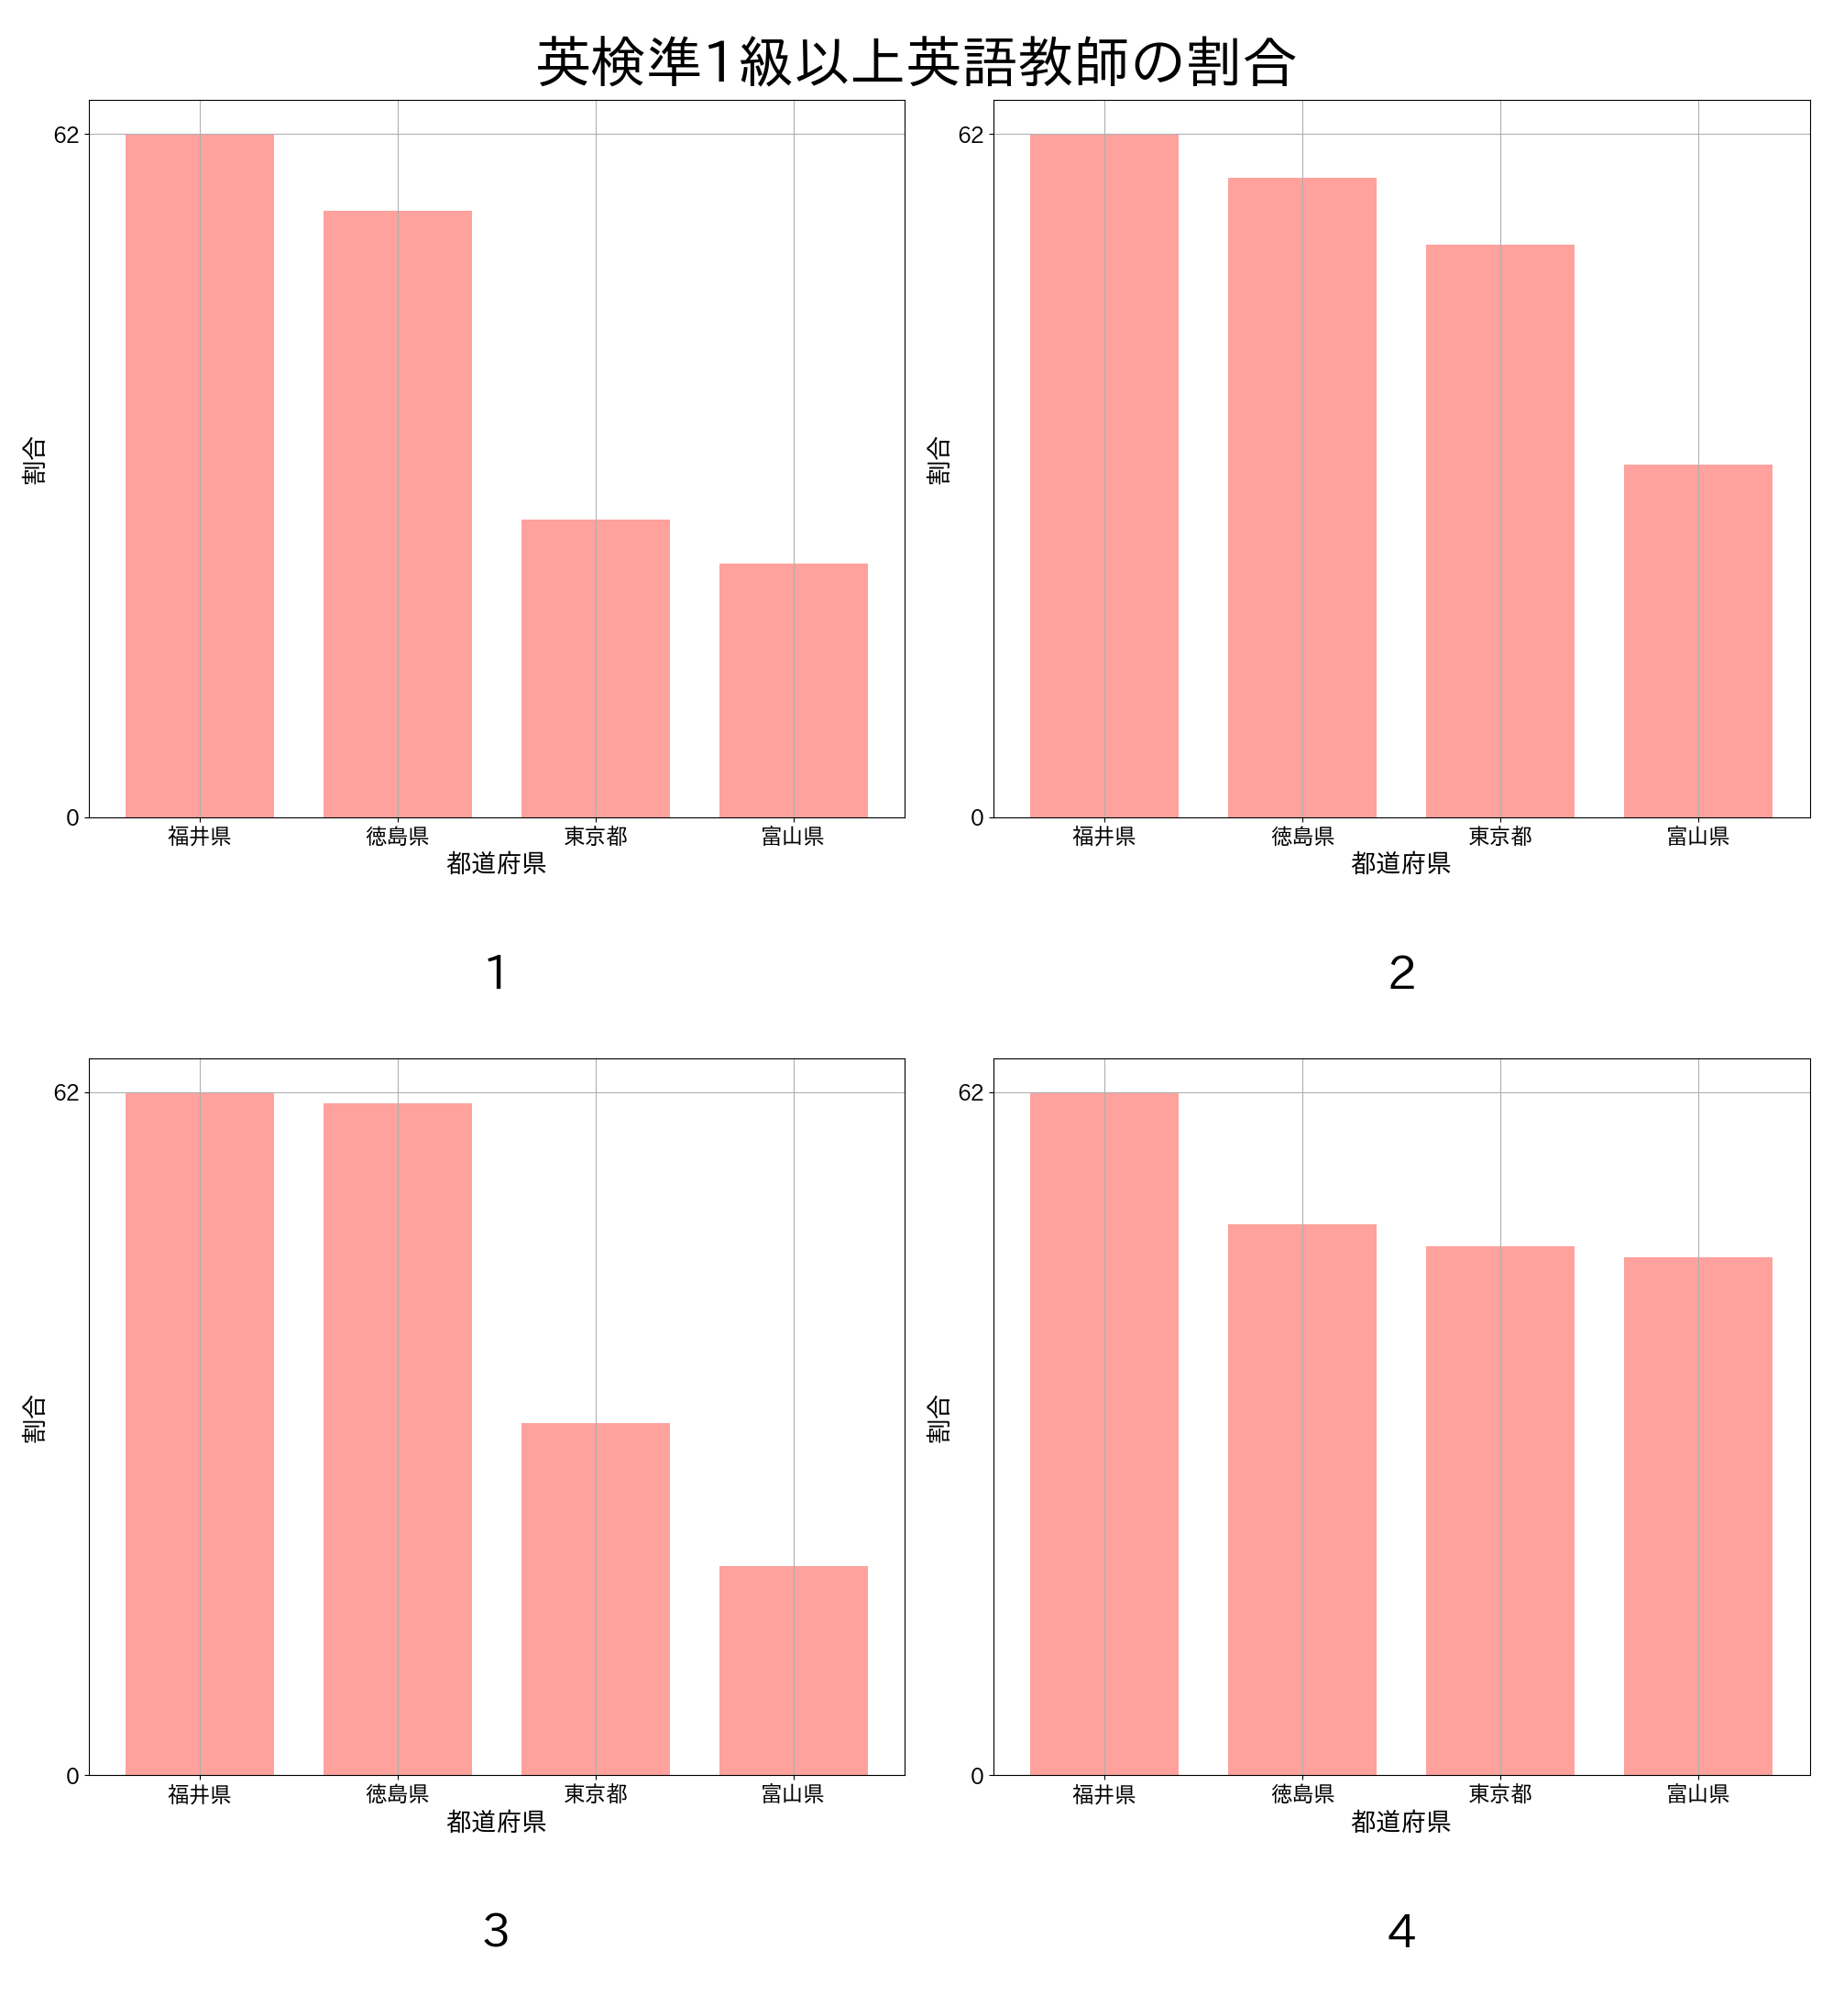 英検準1級以上英語教師の割合
62
0
割合
福井県 徳島県 東京都 富山県
都道府県
1
62
0
割合
福井県 徳島県 東京都 富山県
都道府県
2
62
0
割合
福井県 徳島県 東京都 富山県
都道府県
3
62
0
割合
福井県 徳島県 東京都 富山県
都道府県
4